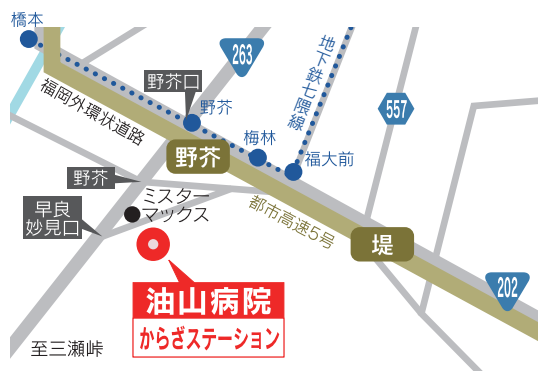 橋本
263
地下鉄七隈線
福岡外環状道路
野芥口
野芥
557
梅林
野芥
福大前
野芥
早良
妙見口
ミスター
マックス
都市高速5号
堤
202
油山病院
からざステーション
至三瀬峠